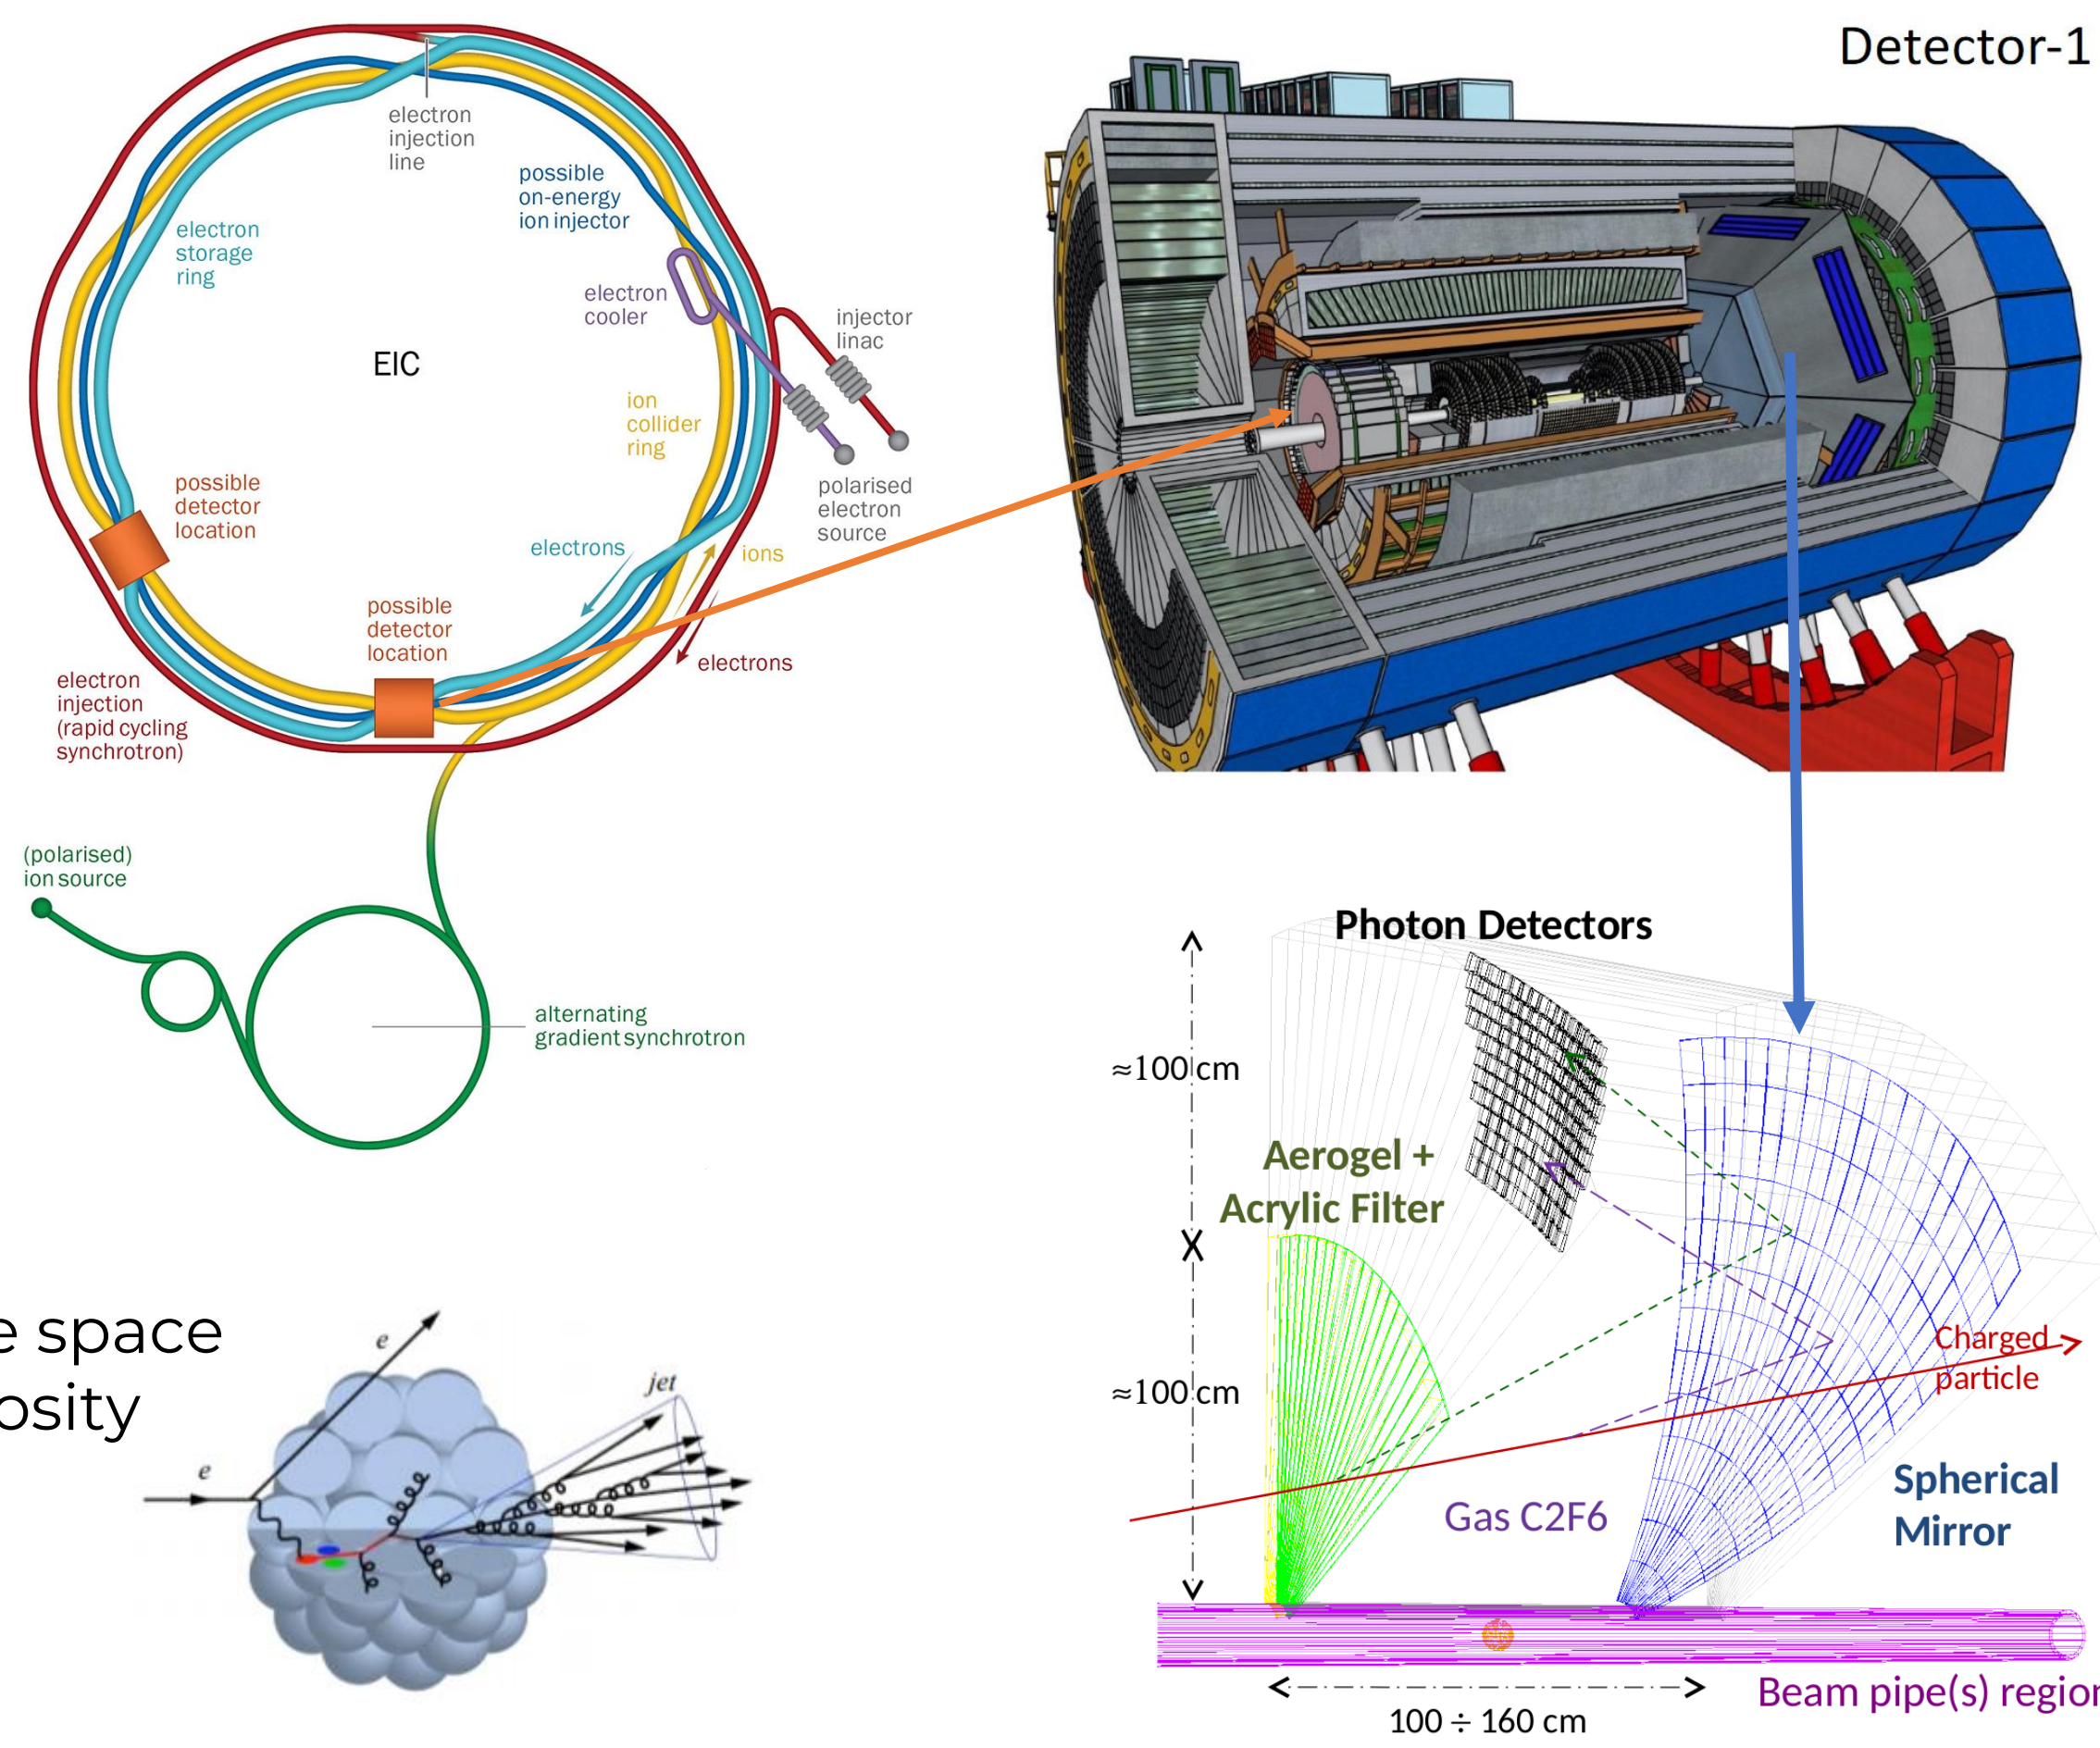 Detector-1
electron
injection
line
possible
on-energy
ion injector
electron
storage
ring
electron
cooler
injector
linac
EIC
ion
collider
ring
possible
detector
location
polarised
electron
source
electrons
ions
possible
detector
location
electrons
electron
injection
(rapid cycling
synchrotron)
(polarised)
ion source
alternating
gradient synchrotron
Photon Detectors
≈100 cm
Aerogel +
Acrylic Filter
≈100 cm
Charged
particle
Spherical
Mirror
Gas C2F6
Beam pipe(s) region
100 ÷ 160 cm
e space
osity
e
jet
e